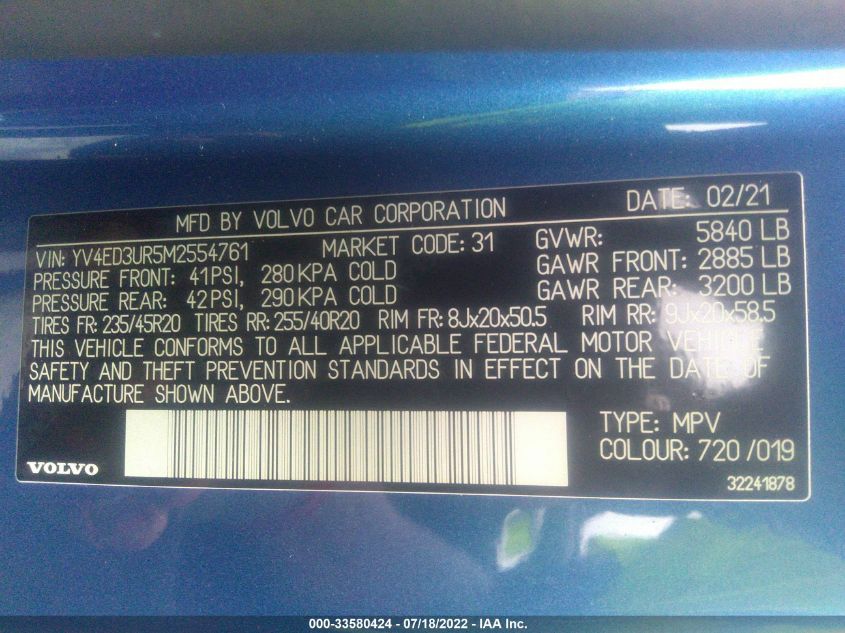 MFD BY VOLVO CAR CORPORATION DATE: 02/21
VIN: YV4ED3UR5M2554761 MARKET CODE: 31 GVWR: 5840 LB
PRESSURE FRONT: 41PSI, 280KPA COLD GAWR FRONT: 2885 LB
PRESSURE REAR: 42PSI, 290KPA COLD GAWR REAR: 3200 LB
TIRES FR: 235/45R20 TIRES RR: 255/40R20 RIM FR: 8Jx20x50.5 RIM RR: 9Jx20x58.5
THIS VEHICLE CONFORMS TO ALL APPLICABLE FEDERAL MOTOR VEHICLE
SAFETY AND THEFT PREVENTION STANDARDS IN EFFECT ON THE DATE OF
MANUFACTURE SHOWN ABOVE.
TYPE: MPV
COLOUR: 720/019
VOLVO
32241878
000-33580424 - 07/18/2022 - IAA Inc.